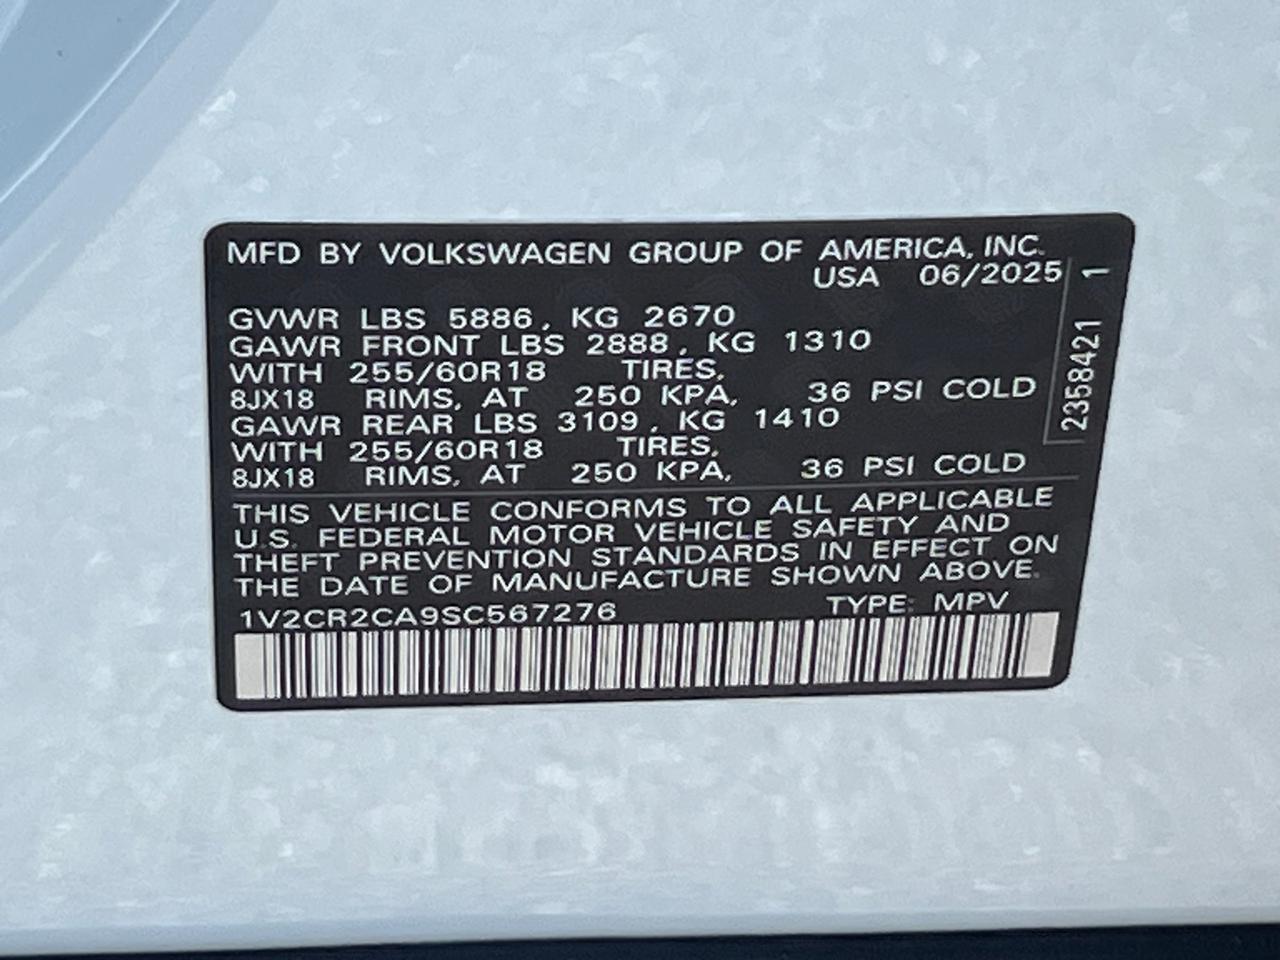 MFD BY VOLKSWAGEN GROUP OF AMERICA, INC.
USA 06/2025
GVWR LBS 5886, KG 2670
GAWR FRONT LBS 2888, KG 1310
WITH 255/60R18 TIRES,
8JX18 RIMS, AT 250 KPA, 36 PSI COLD
GAWR REAR LBS 3109, KG 1410
WITH 255/60R18 TIRES,
8JX18 RIMS, AT 250 KPA, 36 PSI COLD
THIS VEHICLE CONFORMS TO ALL APPLICABLE
U.S. FEDERAL MOTOR VEHICLE SAFETY AND
THEFT PREVENTION STANDARDS IN EFFECT ON
THE DATE OF MANUFACTURE SHOWN ABOVE.
1V2CR2CA9SC567276 TYPE: MPV
2358421 1